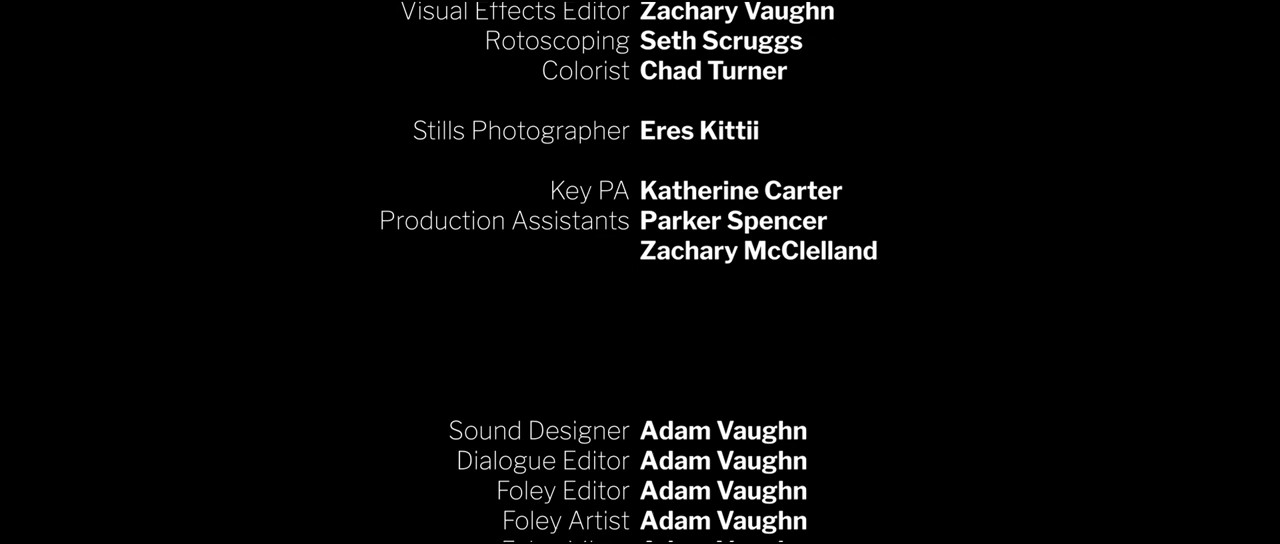 Visual Effects Editor Zachary Vaughn
Rotoscoping Seth Scruggs
Colorist Chad Turner
Stills Photographer Eres Kittii
Key PA Katherine Carter
Production Assistants Parker Spencer
Zachary McClelland
Sound Designer Adam Vaughn
Dialogue Editor Adam Vaughn
Foley Editor Adam Vaughn
Foley Artist Adam Vaughn